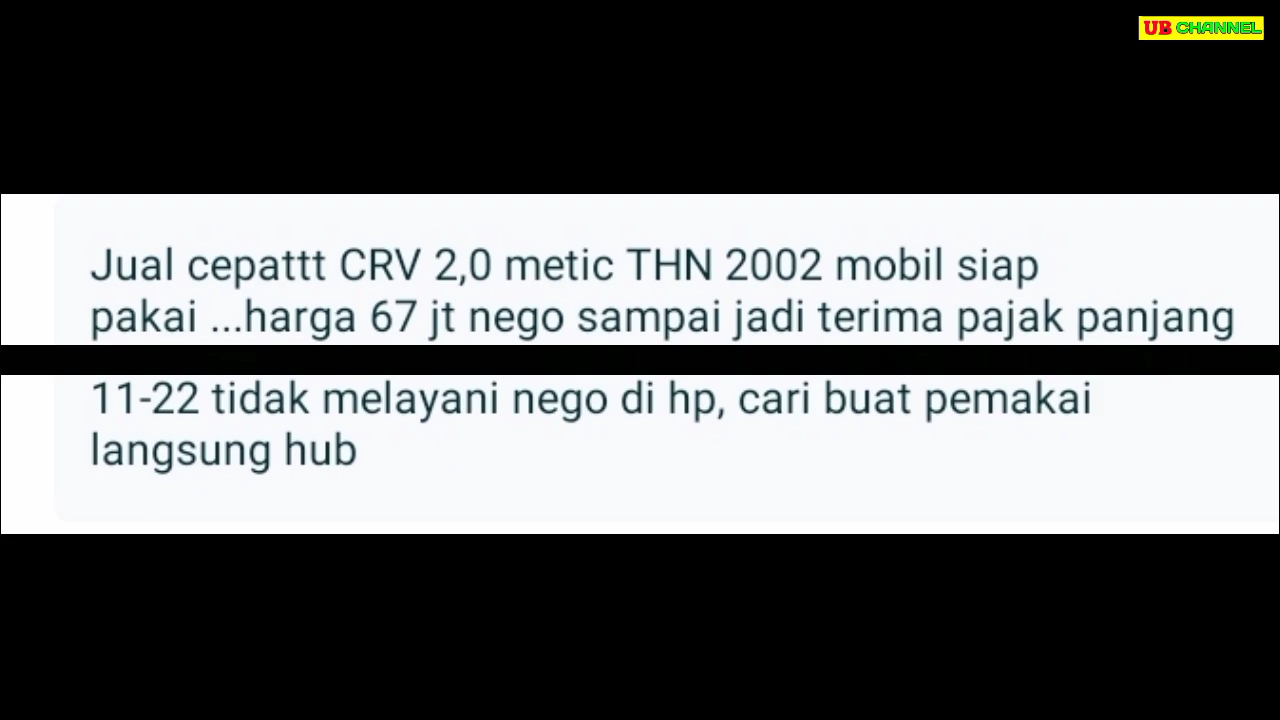 UB CHANNEL
Jual cepattt CRV 2,0 metic THN 2002 mobil siap
pakai ...harga 67 jt nego sampai jadi terima pajak panjang
11-22 tidak melayani nego di hp, cari buat pemakai
langsung hub